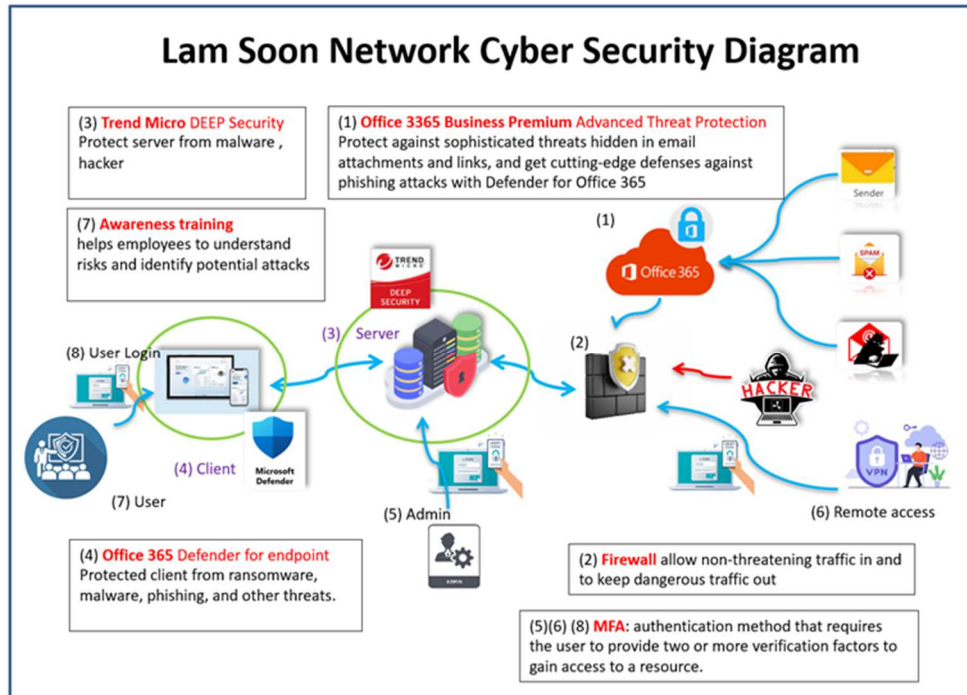 Lam Soon Network Cyber Security Diagram
(3) Trend Micro DEEP Security
Protect server from malware ,
hacker
(1) Office 3365 Business Premium Advanced Threat Protection
Protect against sophisticated threats hidden in email
attachments and links, and get cutting-edge defenses against
phishing attacks with Defender for Office 365
(7) Awareness training
helps employees to understand
risks and identify potential attacks
Sender
(1)
Office 365
SPAM
TREND
MICRO
DEEP
SECURITY
(3) Server
(2)
(8) User Login
HACKER
(4) Client
Microsoft
Defender
VPN
(7) User
(5) Admin
ADMIN
(6) Remote access
(4) Office 365 Defender for endpoint
Protected client from ransomware,
malware, phishing, and other threats.
(2) Firewall allow non-threatening traffic in and
to keep dangerous traffic out
(5)(6) (8) MFA: authentication method that requires
the user to provide two or more verification factors to
gain access to a resource.